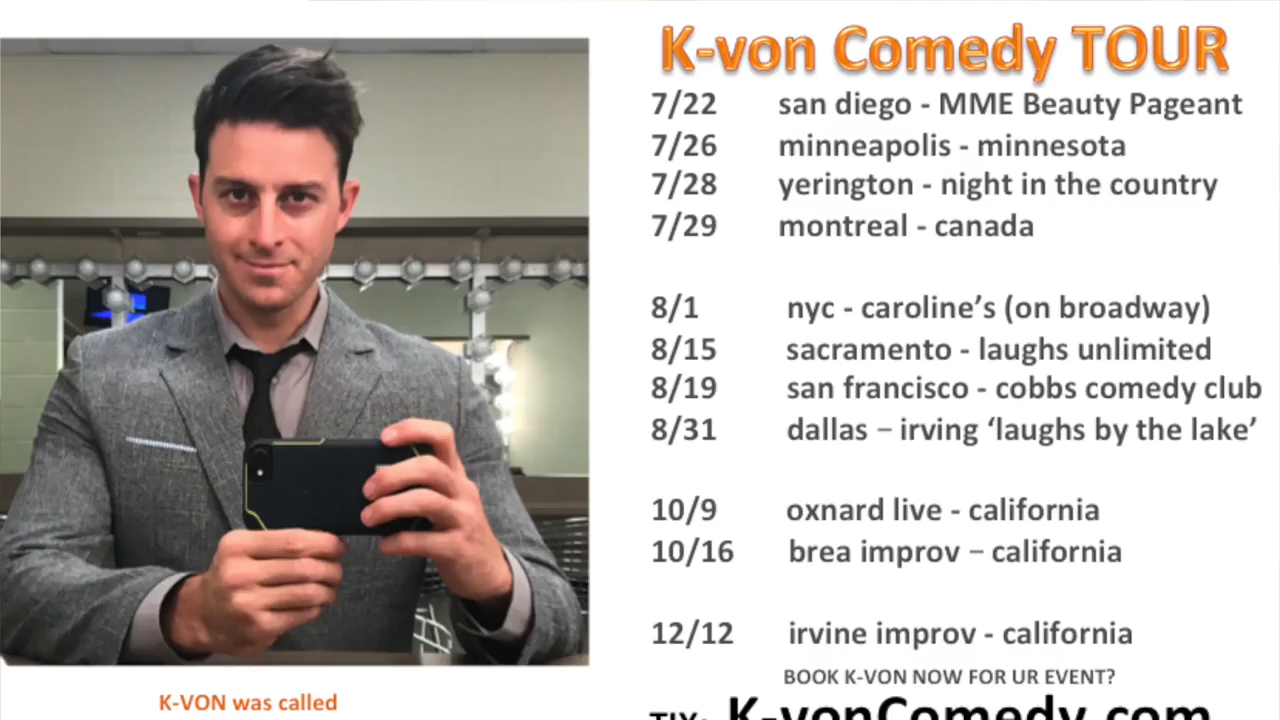 K-von Comedy TOUR
7/22 san diego - MME Beauty Pageant
7/26 minneapolis - minnesota
7/28 yerington - night in the country
7/29 montreal - canada
8/1 nyc - caroline's (on broadway)
8/15 sacramento - laughs unlimited
8/19 san francisco - cobbs comedy club
8/31 dallas – irving ‘laughs by the lake’
10/9 oxnard live - california
10/16 brea improv – california
12/12 irvine improv - california
BOOK K-VON NOW FOR UR EVENT?
TIX: K-vonComedy.com
K-VON was called